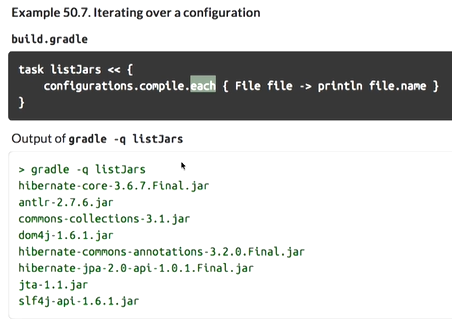 Example 50.7. Iterating over a configuration
build.gradle
task listJars << {
    configurations.compile.each { File file -> println file.name }
}
Output of gradle -q listJars
> gradle -q listJars
hibernate-core-3.6.7.Final.jar
antlr-2.7.6.jar
commons-collections-3.1.jar
dom4j-1.6.1.jar
hibernate-commons-annotations-3.2.0.Final.jar
hibernate-jpa-2.0-api-1.0.1.Final.jar
jta-1.1.jar
slf4j-api-1.6.1.jar